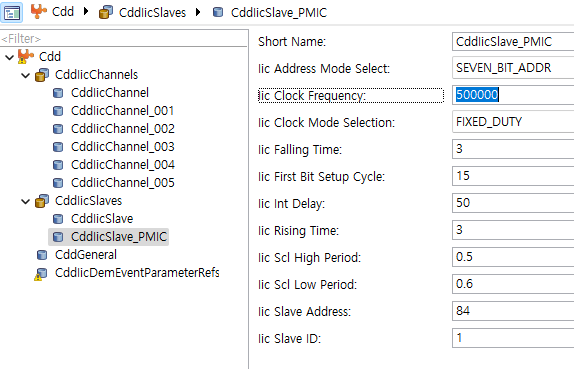 Cdd CddIicSlaves CddIicSlave_PMIC
<Filter>
Cdd
CddIicChannels
CddIicChannel
CddIicChannel_001
CddIicChannel_002
CddIicChannel_003
CddIicChannel_004
CddIicChannel_005
CddIicSlaves
CddIicSlave
CddIicSlave_PMIC
CddGeneral
CddIicDemEventParameterRefs
Short Name: CddIicSlave_PMIC
Iic Address Mode Select: SEVEN_BIT_ADDR
Iic Clock Frequency: 500000
Iic Clock Mode Selection: FIXED_DUTY
Iic Falling Time: 3
Iic First Bit Setup Cycle: 15
Iic Int Delay: 50
Iic Rising Time: 3
Iic Scl High Period: 0.5
Iic Scl Low Period: 0.6
Iic Slave Address: 84
Iic Slave ID: 1